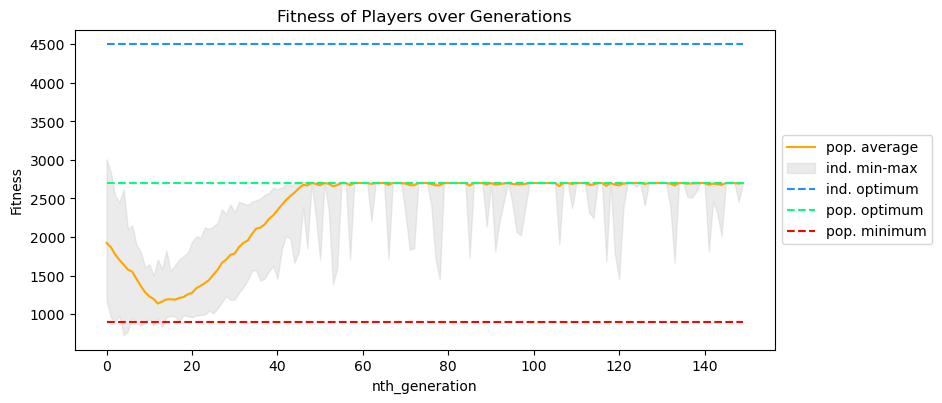 Fitness of Players over Generations
Fitness
4500
4000
3500
3000
2500
2000
1500
1000
0
20
40
60
80
100
120
140
nth_generation
pop. average
ind. min-max
ind. optimum
pop. optimum
pop. minimum